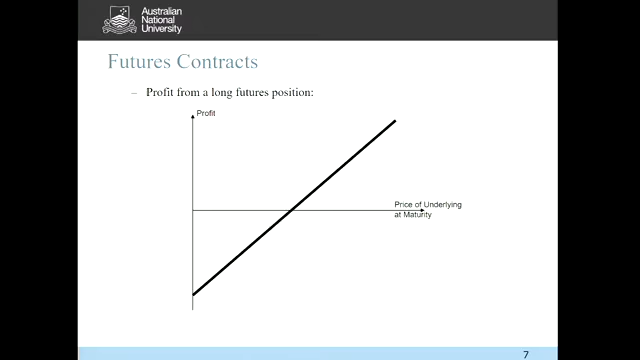 Australian
National
University
Futures Contracts
– Profit from a long futures position:
Profit
Price of Underlying
at Maturity
7